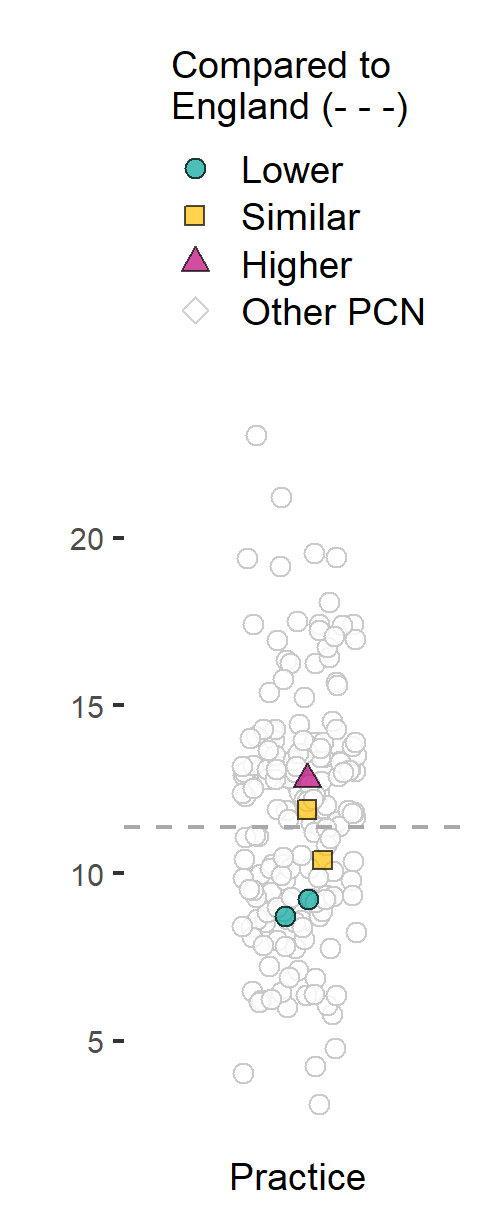 Compared to
England (- - -)
Lower
Similar
Higher
Other PCN
20
15
10
5
Practice